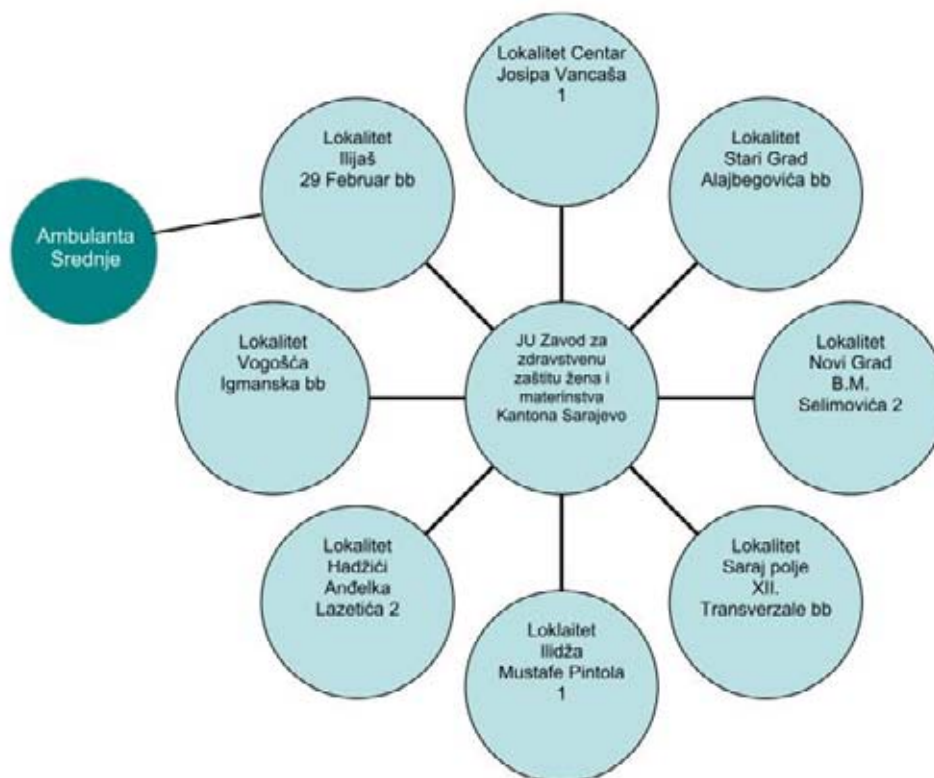 Lokalitet Centar
Josipa Vancaša
1
Lokalitet
Ilijaš
29 Februar bb
Lokalitet
Stari Grad
Alajbegovića bb
Ambulanta
Srednje
Lokalitet
Vogošća
Igmanska bb
JU Zavod za
zdravstvenu
zaštitu žena i
materinstva
Kantona Sarajevo
Lokalitet
Novi Grad
B.M.
Selimovića 2
Lokalitet
Hadžići
Anđelka
Lazetića 2
Lokalitet
Saraj polje
XII.
Transverzale bb
Loklaitet
Ilidža
Mustafe Pintola
1